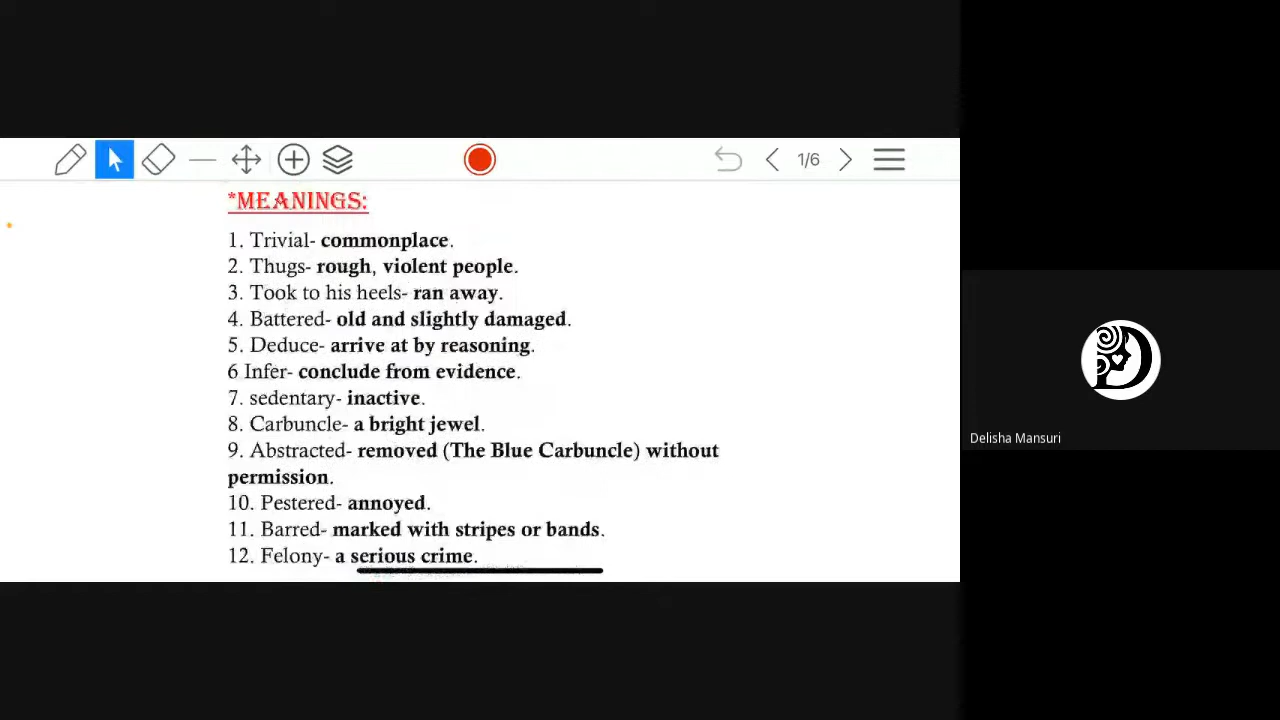 1/6
*MEANINGS:
1. Trivial- commonplace.
2. Thugs- rough, violent people.
3. Took to his heels- ran away.
4. Battered- old and slightly damaged.
5. Deduce- arrive at by reasoning.
6 Infer- conclude from evidence.
7. sedentary- inactive.
8. Carbuncle- a bright jewel.
9. Abstracted- removed (The Blue Carbuncle) without
permission.
10. Pestered- annoyed.
11. Barred- marked with stripes or bands.
12. Felony- a serious crime.
Delisha Mansuri